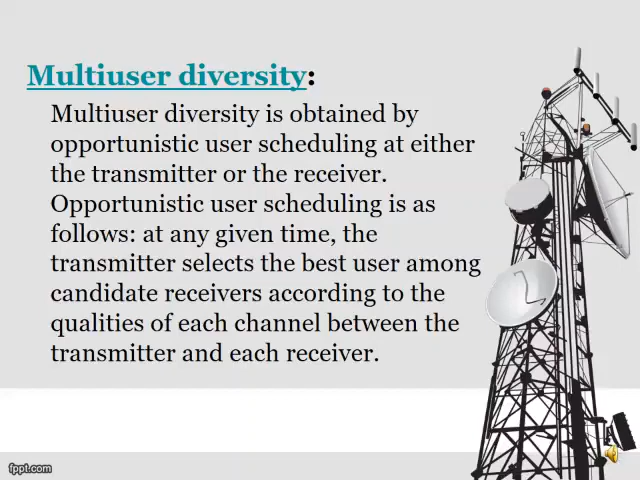 Multiuser diversity:
Multiuser diversity is obtained by
opportunistic user scheduling at either
the transmitter or the receiver.
Opportunistic user scheduling is as
follows: at any given time, the
transmitter selects the best user among
candidate receivers according to the
qualities of each channel between the
transmitter and each receiver.
fppt.com